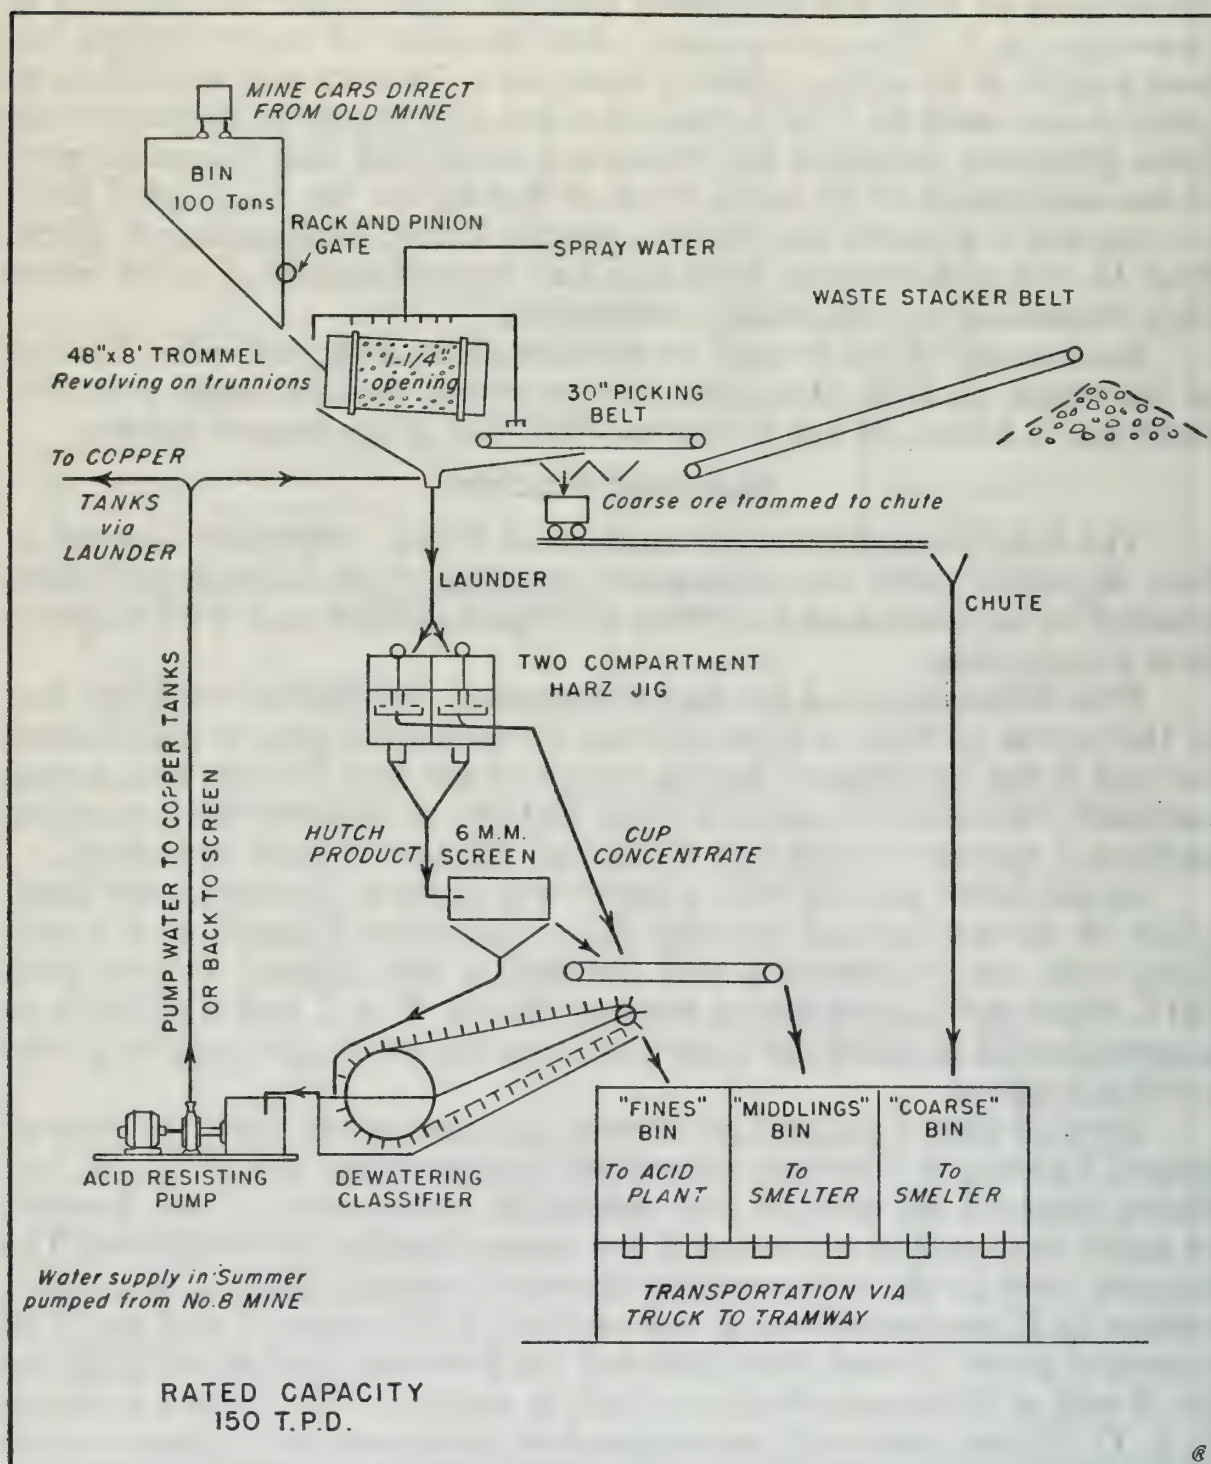 MINE CARS DIRECT
FROM OLD MINE
BIN
100 Tons
RACK AND PINION
GATE
SPRAY WATER
WASTE STACKER BELT
48"x 8' TROMMEL
Revolving on trunnions
1-1/4"
opening
30" PICKING
BELT
To COPPER
TANKS
via
LAUNDER
Coarse ore trammed to chute
LAUNDER
CHUTE
TWO COMPARTMENT
HARZ JIG
PUMP WATER TO COPPER TANKS
OR BACK TO SCREEN
HUTCH
PRODUCT
6 M.M.
SCREEN
CUP
CONCENTRATE
"FINES"
BIN
To ACID
PLANT
"MIDDLINGS"
BIN
To
SMELTER
"COARSE"
BIN
To
SMELTER
ACID RESISTING
PUMP
DEWATERING
CLASSIFIER
Water supply in Summer
pumped from No.8 MINE
TRANSPORTATION VIA
TRUCK TO TRAMWAY
RATED CAPACITY
150 T.P.D.